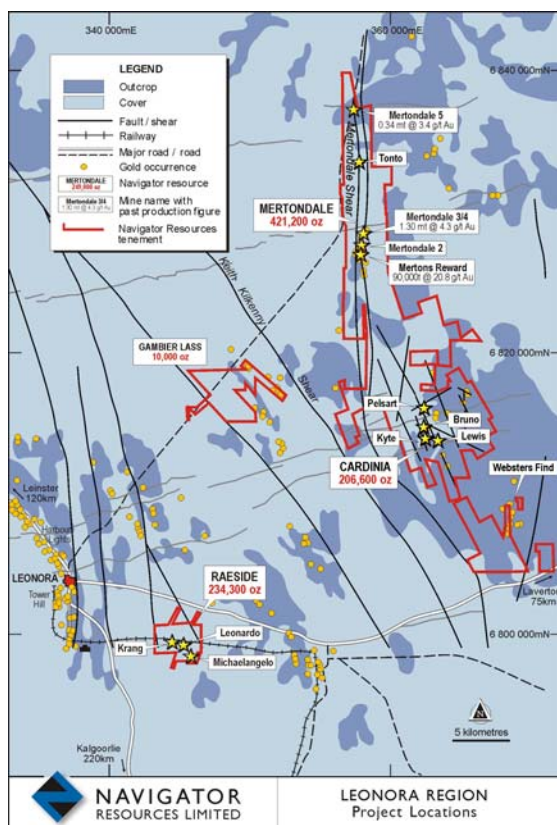 340 000mE
360 000mE
6 840 000mN
LEGEND
Outcrop
Cover
Fault / shear
Railway
Major road / road
Gold occurrence
MERTONDALE
Navigator resource
Mertondale 3/4
1.30 mt @ 4.3 g/t Au
Mine name with
past production figure
Navigator Resources
tenement
Mertondale 5
0.34 mt @ 3.4 g/t Au
Tonto
Mertondale Shear
MERTONDALE
421,200 oz
Mertondale 3/4
1.30 mt @ 4.3 g/t Au
Mertondale 2
Mertons Reward
90,000t @ 20.8 g/t Au
Keith Kilkenny Shear
GAMBIER LASS
10,000 oz
6 820 000mN
Pelsart
Bruno
Kyte
Lewis
CARDINIA
206,600 oz
Websters Find
Leinster
120km
Harbour
Lights
LEONORA
Tower
Hill
Laverton
75km
RAESIDE
234,300 oz
Leonardo
Krang
Michaelangelo
6 800 000mN
Kalgoorlie
220km
N
5 kilometres
NAVIGATOR
RESOURCES LIMITED
LEONORA REGION
Project Locations